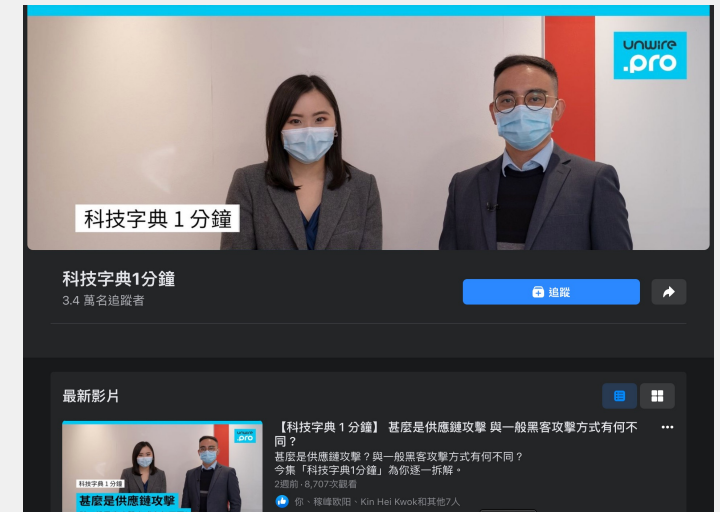 unwire
.pro
科技字典 1 分鐘
科技字典1分鐘
3.4 萬名追蹤者
追蹤
最新影片
unwire
.pro
科技字典 1 分鐘
甚麼是供應鏈攻擊
【科技字典 1 分鐘】 甚麼是供應鏈攻擊 與一般黑客攻擊方式有何不
同？
甚麼是供應鏈攻擊？與一般黑客攻擊方式有何不同？
今集「科技字典1分鐘」為你逐一拆解。
2週前 · 8,707次觀看
你、稼峰欧阳、Kin Hei Kwok和其他7人